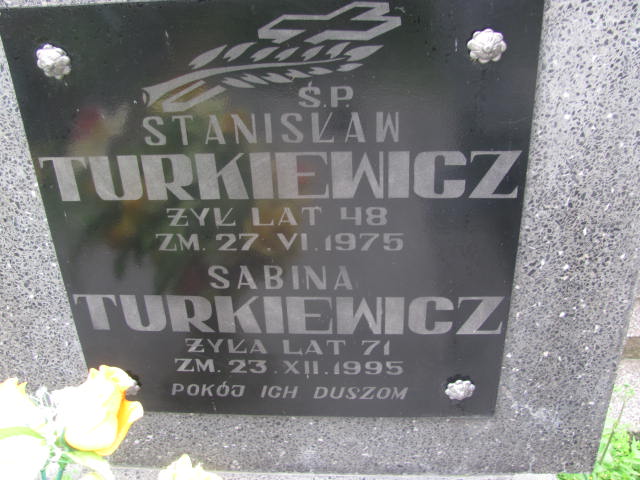 Ś.P.
STANISŁAW
TURKIEWICZ
ŻYŁ LAT 48
ZM. 27.VI.1975
SABINA
TURKIEWICZ
ŻYŁA LAT 71
ZM. 23.XII.1995
POKÓJ ICH DUSZOM